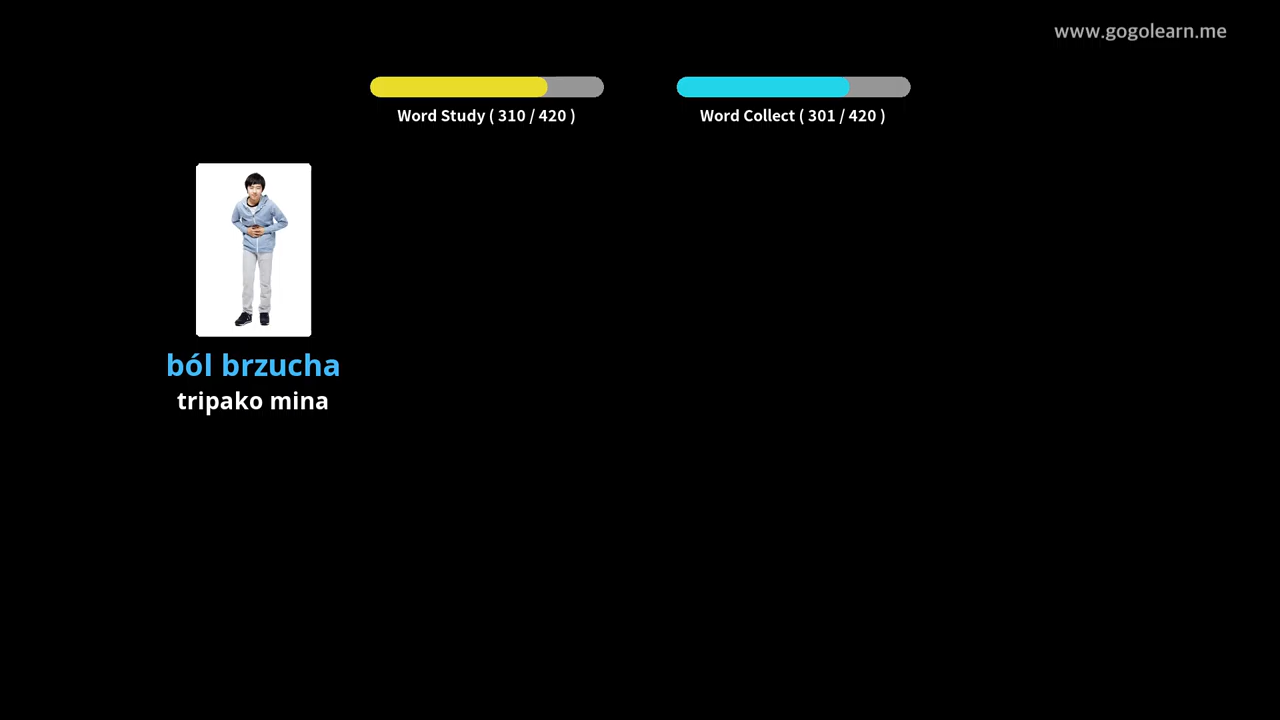 www.gogolearn.me
Word Study ( 310 / 420 )
Word Collect ( 301 / 420 )
ból brzucha
tripako mina